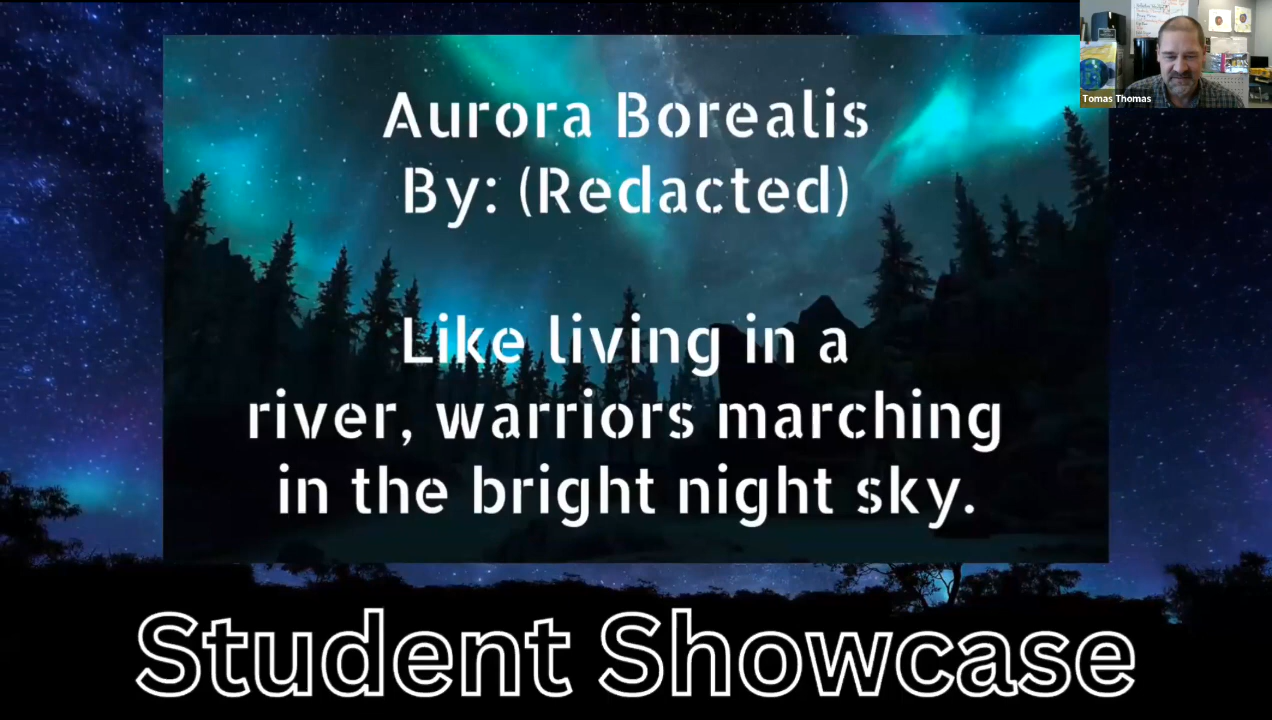 Aurora Borealis
By: (Redacted)
Like living in a
river, warriors marching
in the bright night sky.
Student Showcase
Tomas Thomas